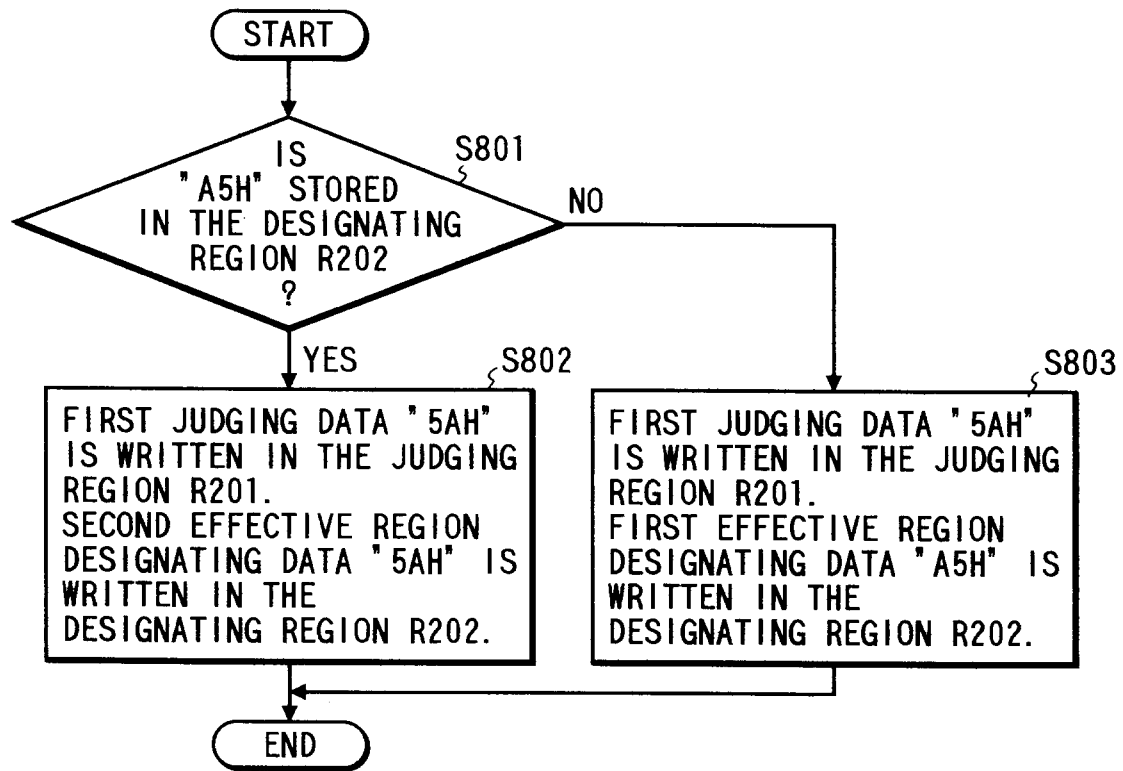 START
S801
IS
"A5H" STORED
IN THE DESIGNATING
REGION R202
?
NO
YES
S802
FIRST JUDGING DATA "5AH"
IS WRITTEN IN THE JUDGING
REGION R201.
SECOND EFFECTIVE REGION
DESIGNATING DATA "5AH" IS
WRITTEN IN THE
DESIGNATING REGION R202.
S803
FIRST JUDGING DATA "5AH"
IS WRITTEN IN THE JUDGING
REGION R201.
FIRST EFFECTIVE REGION
DESIGNATING DATA "A5H" IS
WRITTEN IN THE
DESIGNATING REGION R202.
END